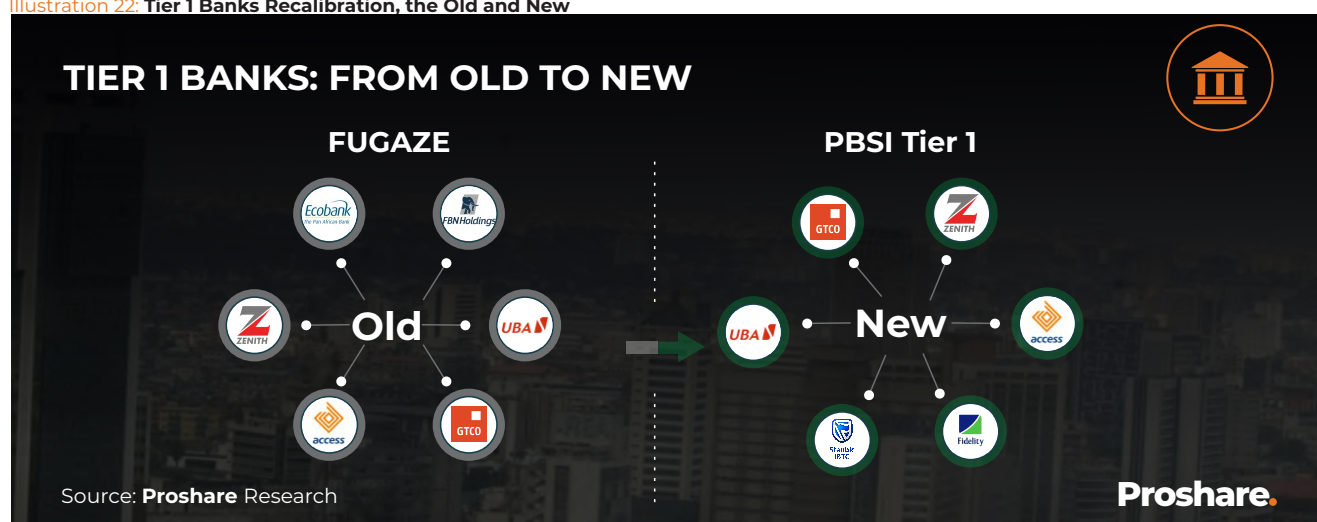 Illustration 22: Tier 1 Banks Recalibration, the Old and New
TIER 1 BANKS: FROM OLD TO NEW
FUGAZE
Ecobank
The Pan African Bank
FBNHoldings
ZENITH
Old
UBA
access
GTCO
PBSI Tier 1
GTCO
ZENITH
UBA
New
access
Stanbic
IBTC
Fidelity
Source: Proshare Research
Proshare.